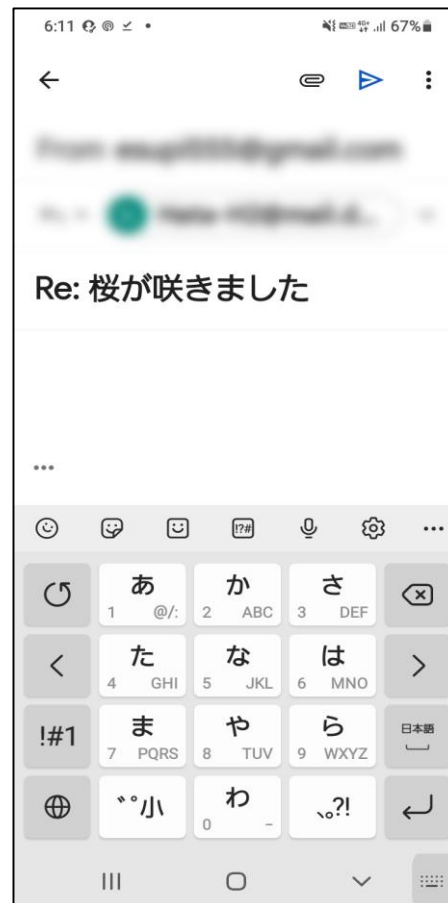 6:11 67%
Re: 桜が咲きました
!?#
あ か さ
1 @/: 2 ABC 3 DEF
た な は
4 GHI 5 JKL 6 MNO
!#1 ま や ら 日本語
7 PQRS 8 TUV 9 WXYZ
゛゜小 わ 、。?!
0 -